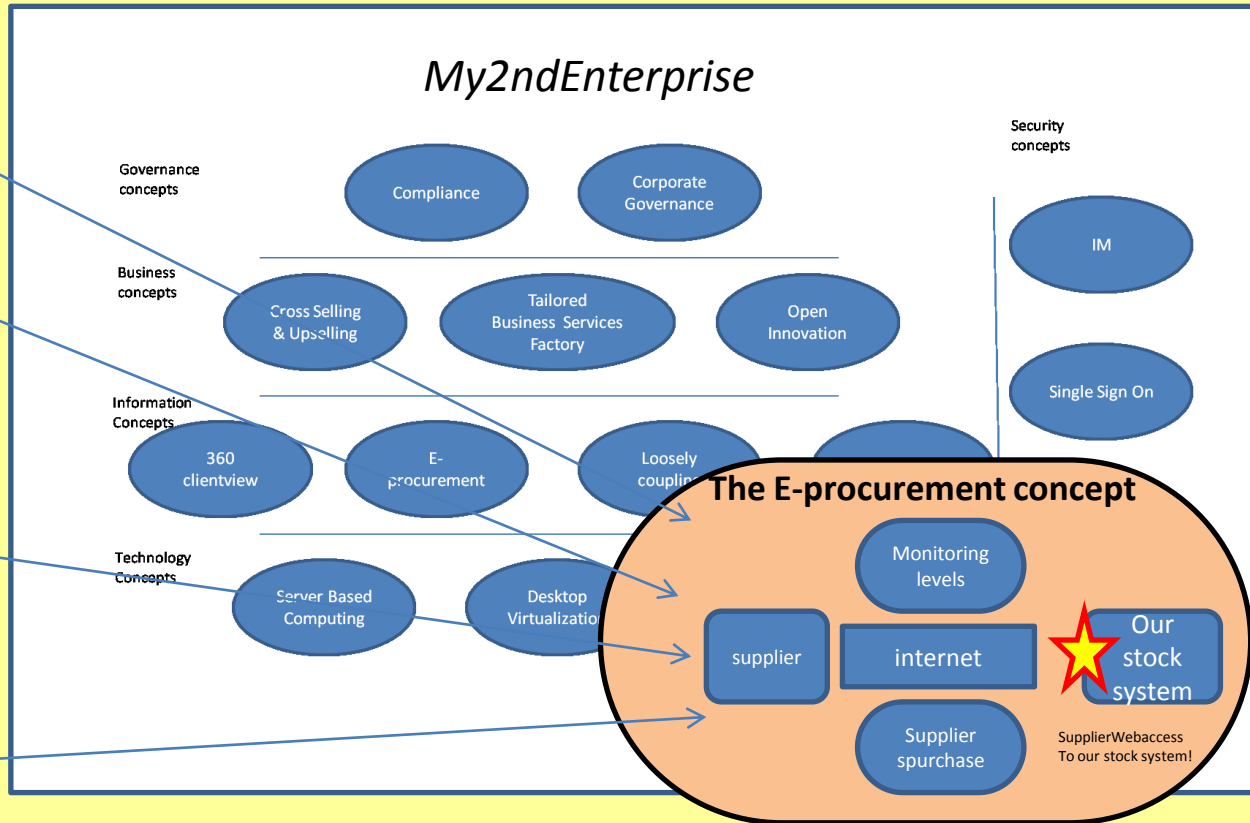 My2ndEnterprise
Security
concepts
Governance
concepts
Compliance
Corporate
Governance
IM
Business
concepts
Cross Selling
& Upselling
Tailored
Business Services
Factory
Open
Innovation
Single Sign On
Information
Concepts
360
clientview
E-
procurement
Loosely
coupling
The E-procurement concept
Technology
Concepts
Server Based
Computing
Desktop
Virtualization
Monitoring
levels
supplier
internet
Our
stock
system
Supplier
spurchase
SupplierWebaccess
To our stock system!